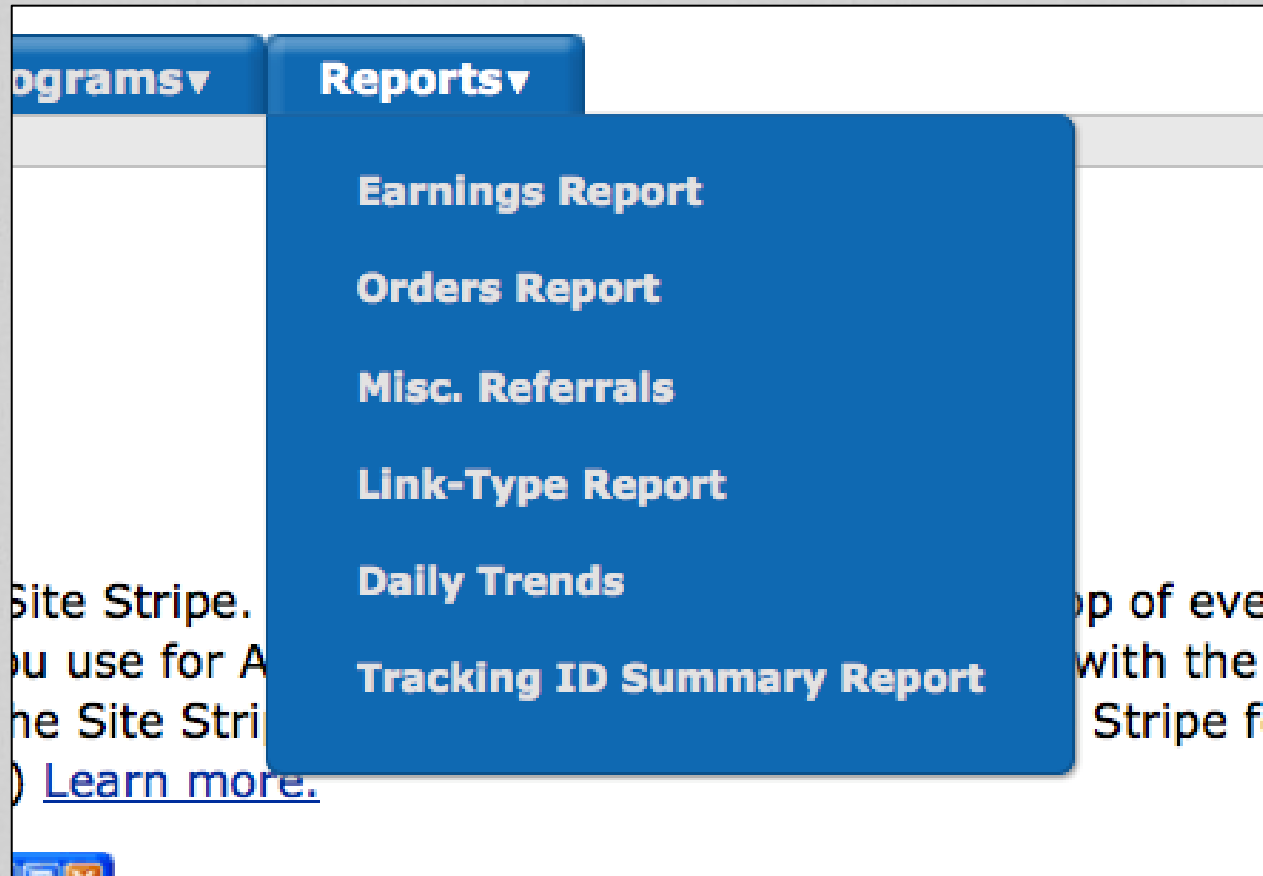 ograms▾ Reports▾
Earnings Report
Orders Report
Misc. Referrals
Link-Type Report
Daily Trends
Tracking ID Summary Report
Site Stripe. op of eve
ou use for A with the
he Site Stri Stripe f
) Learn more.